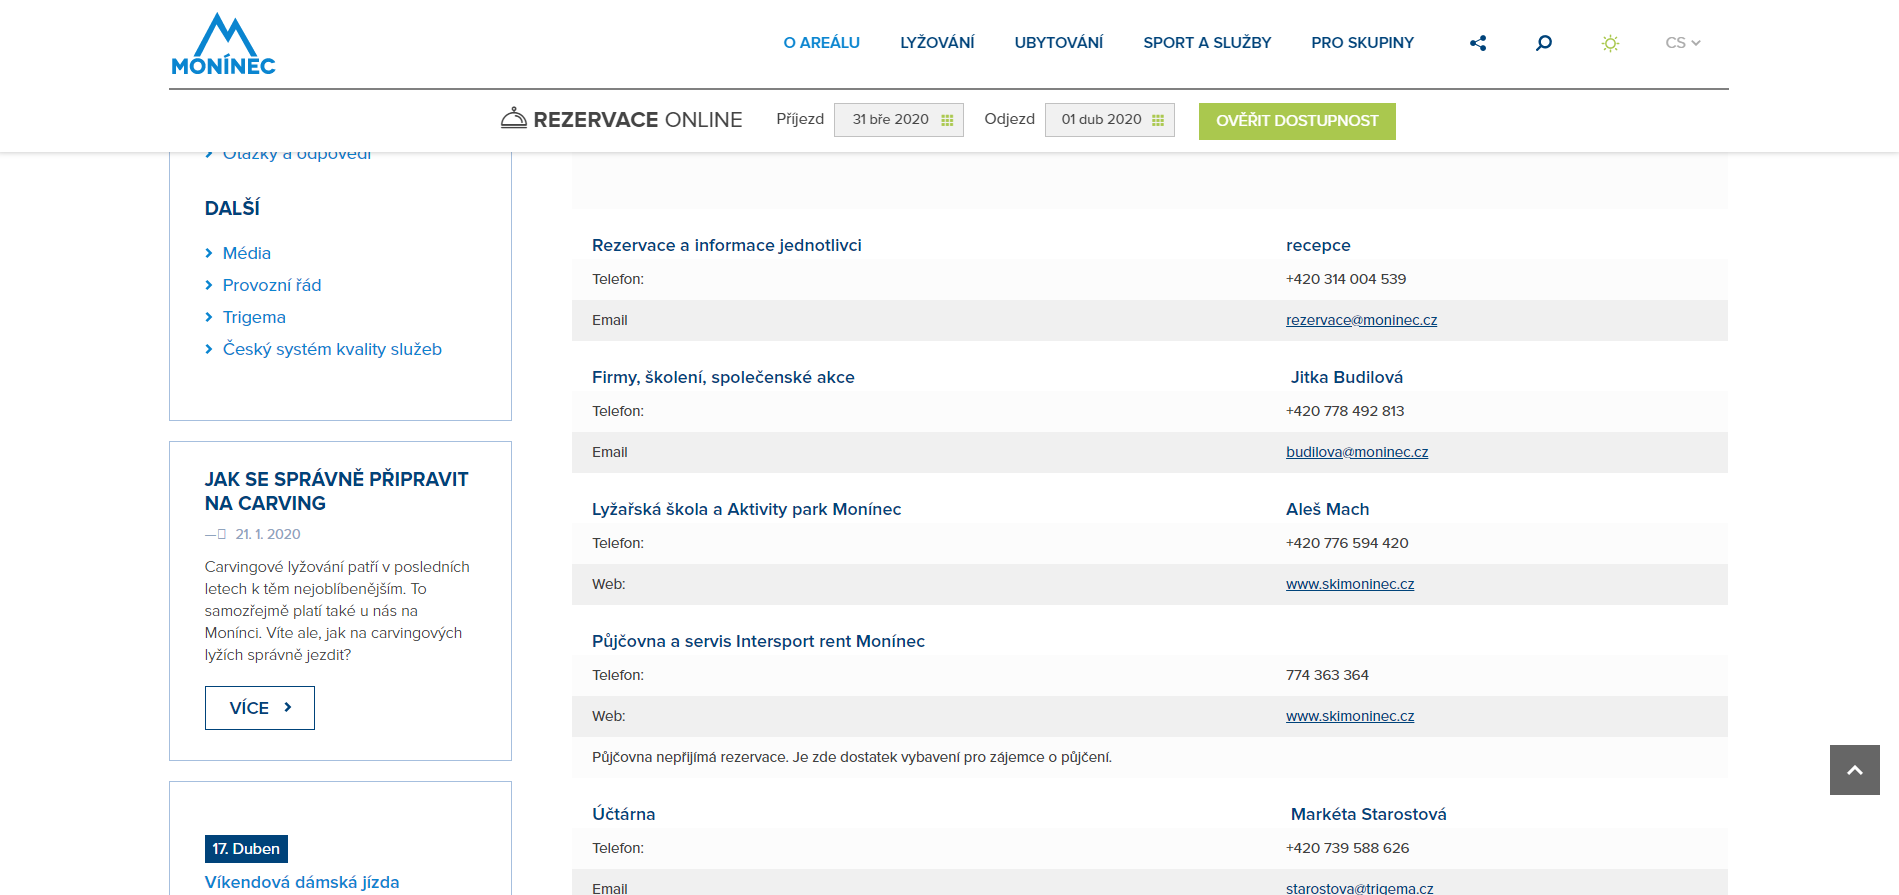 MONÍNEC
O AREÁLU LYŽOVÁNÍ UBYTOVÁNÍ SPORT A SLUŽBY PRO SKUPINY CS
REZERVACE ONLINE Příjezd 31 bře 2020 Odjezd 01 dub 2020 OVĚŘIT DOSTUPNOST
Otázky a odpovědi
DALŠÍ
Média
Provozní řád
Trigema
Český systém kvality služeb
JAK SE SPRÁVNĚ PŘIPRAVIT
NA CARVING
— 21. 1. 2020
Carvingové lyžování patří v posledních
letech k těm nejoblíbenějším. To
samozřejmě platí také u nás na
Monínci. Víte ale, jak na carvingových
lyžích správně jezdit?
VÍCE
17. Duben
Víkendová dámská jízda
Rezervace a informace jednotlivci recepce
Telefon: +420 314 004 539
Email rezervace@moninec.cz
Firmy, školení, společenské akce Jitka Budilová
Telefon: +420 778 492 813
Email budilova@moninec.cz
Lyžařská škola a Aktivity park Monínec Aleš Mach
Telefon: +420 776 594 420
Web: www.skimoninec.cz
Půjčovna a servis Intersport rent Monínec
Telefon: 774 363 364
Web: www.skimoninec.cz
Půjčovna nepřijímá rezervace. Je zde dostatek vybavení pro zájemce o půjčení.
Účtárna Markéta Starostová
Telefon: +420 739 588 626
Email starostova@trigema.cz